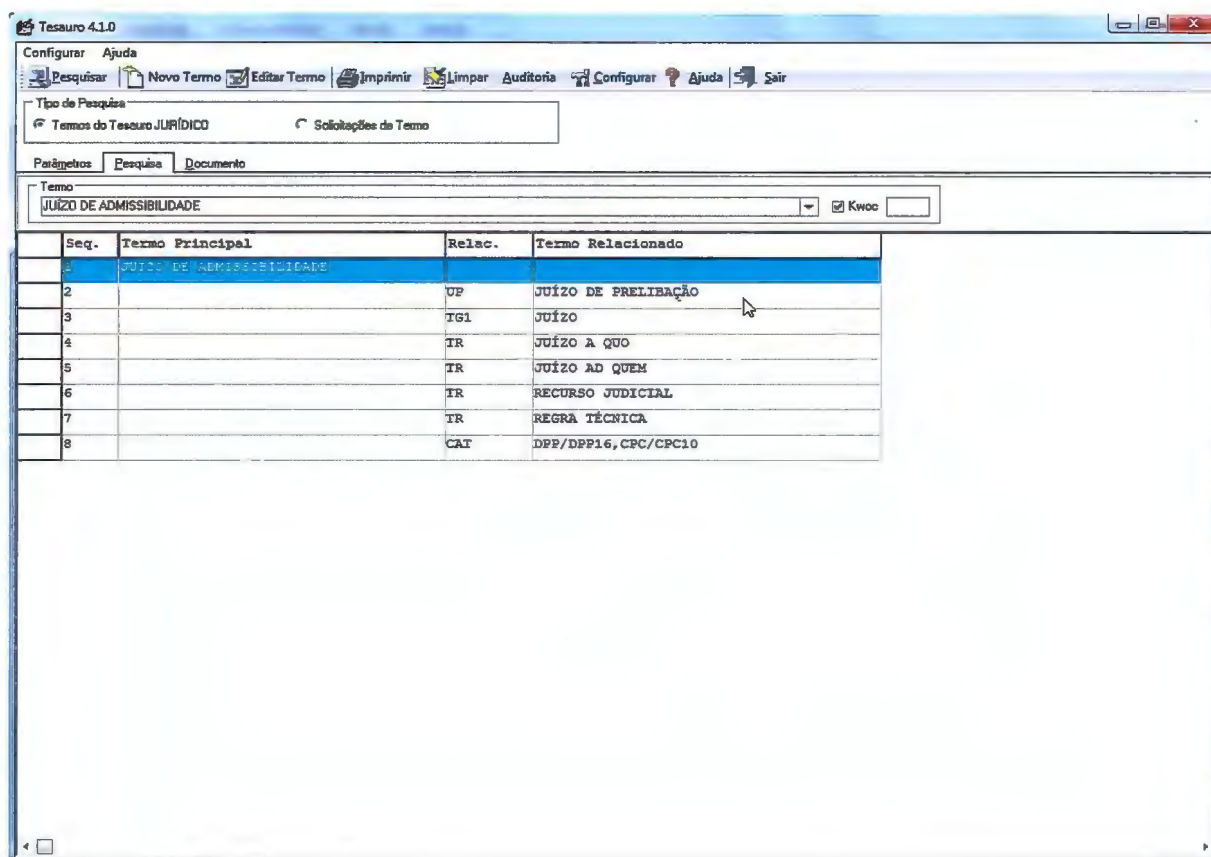 Tesauro 4.1.0
Configurar Ajuda
Pesquisar Novo Termo Editar Termo Imprimir Limpar Auditoria Configurar Ajuda Sair
Tipo de Pesquisa
Termos do Tesauro JURÍDICO Solicitações de Termo
Parâmetros Pesquisa Documento
Termo
JUÍZO DE ADMISSIBILIDADE Kwoc
Seq. Termo Principal Relac. Termo Relacionado
1 JUÍZO DE ADMISSIBILIDADE
2 UP JUÍZO DE PRELIBAÇÃO
3 TG1 JUÍZO
4 TR JUÍZO A QUO
5 TR JUÍZO AD QUEM
6 TR RECURSO JUDICIAL
7 TR REGRA TÉCNICA
8 CAT DPP/DPP16,CPC/CPC10